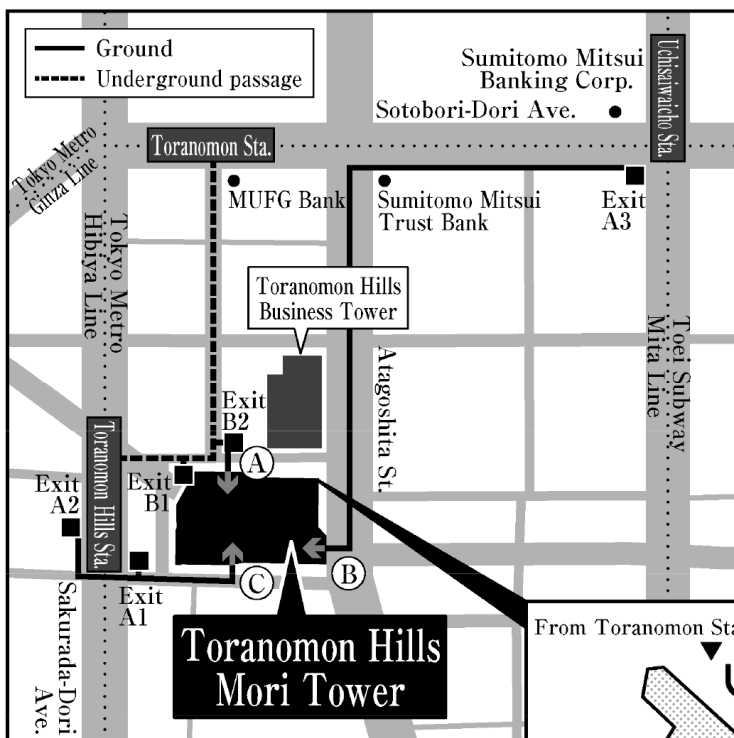 Ground
Underground passage
Sumitomo Mitsui
Banking Corp.
Sotobori-Dori Ave.
Uchisaiwaicho Sta.
Toranomon Sta.
Tokyo Metro
Ginza Line
MUFG Bank
Sumitomo Mitsui
Trust Bank
Exit
A3
Tokyo Metro
Hibiya Line
Toranomon Hills
Business Tower
Atagoshita St.
Toei Subway
Mita Line
Exit
B2
A
Toranomon Hills Sta.
Exit
A2
Exit
B1
B
C
Exit
A1
Sakurada-Dori
Ave.
Toranomon Hills
Mori Tower
From Toranomon Sta